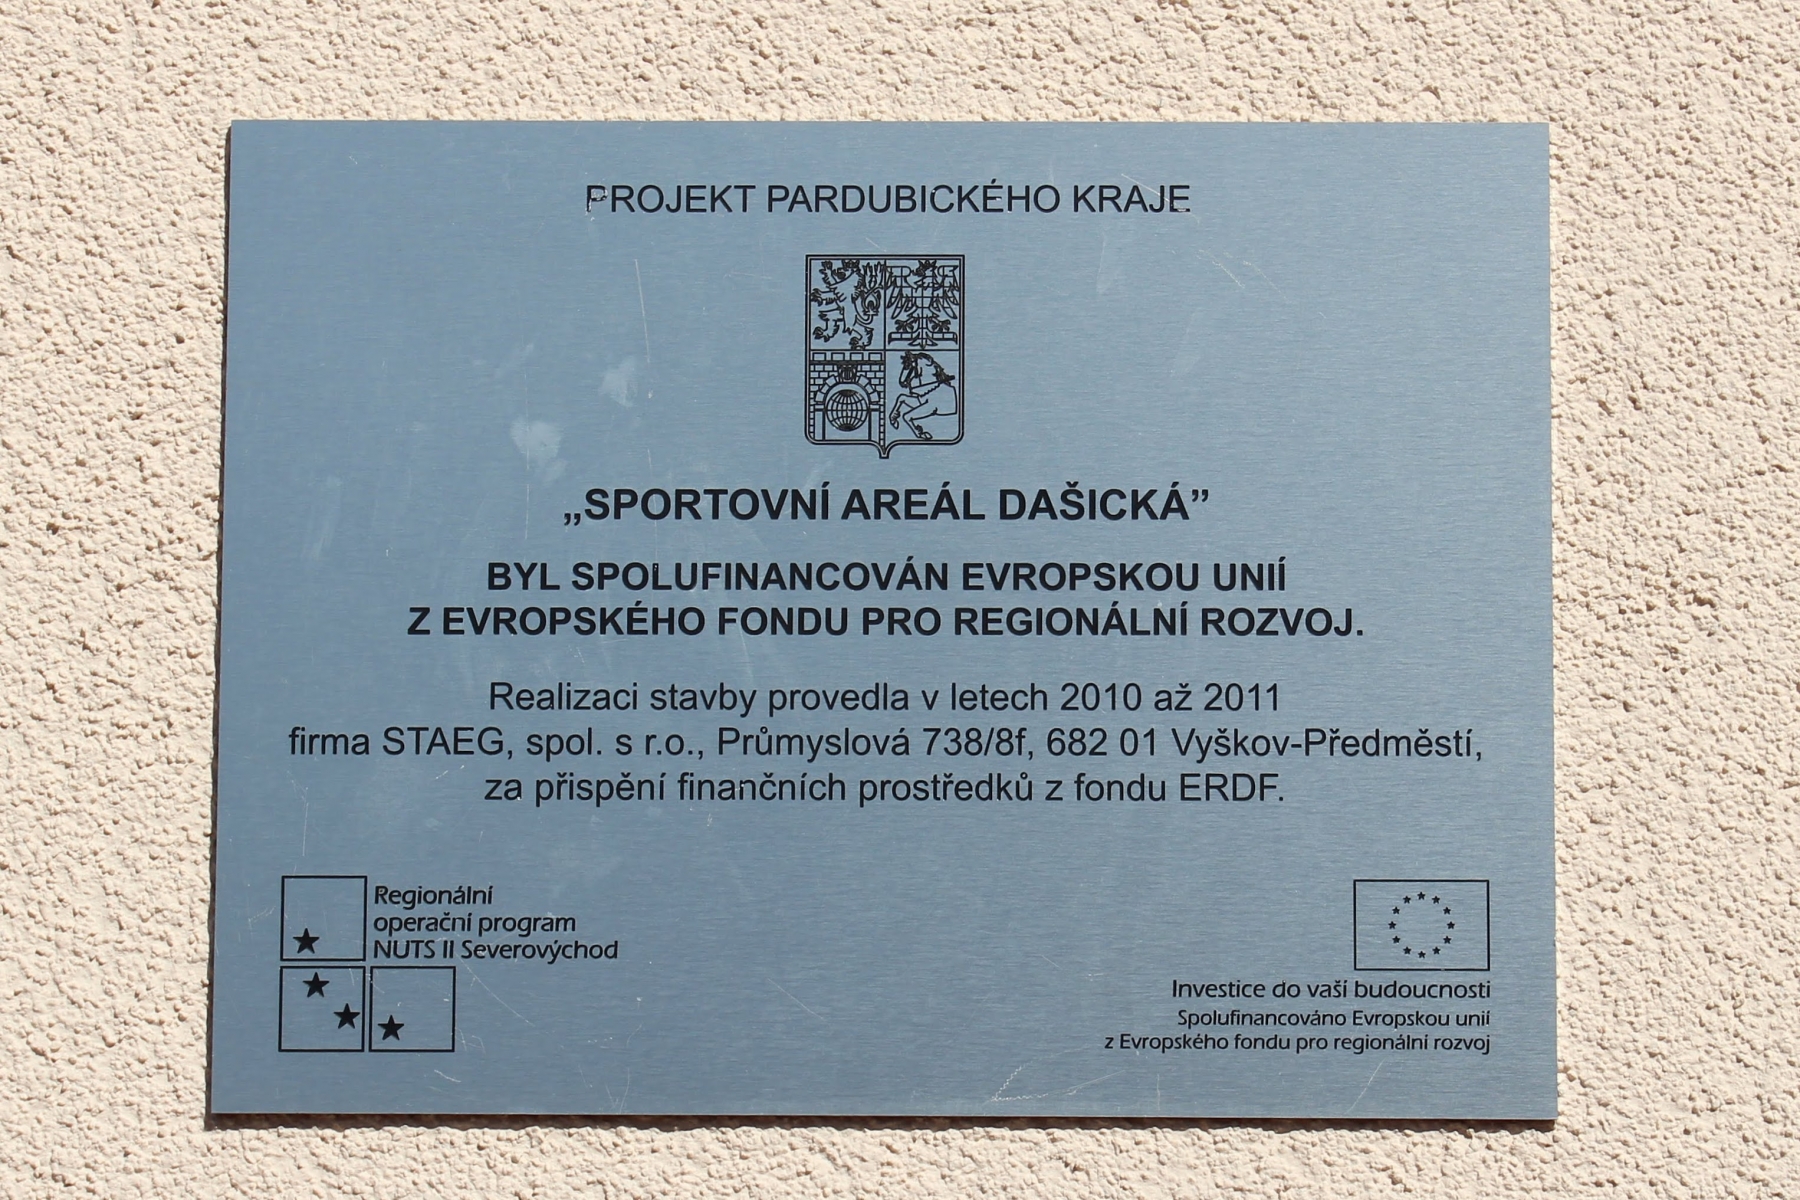 PROJEKT PARDUBICKÉHO KRAJE
„SPORTOVNÍ AREÁL DAŠICKÁ”
BYL SPOLUFINANCOVÁN EVROPSKOU UNIÍ
Z EVROPSKÉHO FONDU PRO REGIONÁLNÍ ROZVOJ.
Realizaci stavby provedla v letech 2010 až 2011
firma STAEG, spol. s r.o., Průmyslová 738/8f, 682 01 Vyškov-Předměstí,
za přispění finančních prostředků z fondu ERDF.
Regionální
operační program
NUTS II Severovýchod
Investice do vaší budoucnosti
Spolufinancováno Evropskou unií
z Evropského fondu pro regionální rozvoj